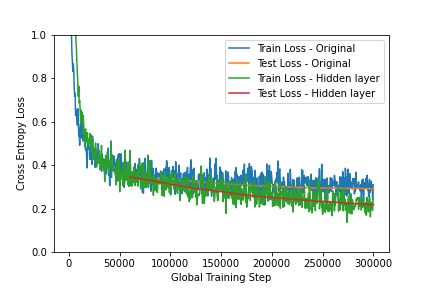 1.0
0.8
0.6
0.4
0.2
0.0
Cross Entropy Loss
Train Loss - Original
Test Loss - Original
Train Loss - Hidden layer
Test Loss - Hidden layer
0 50000 100000 150000 200000 250000 300000
Global Training Step